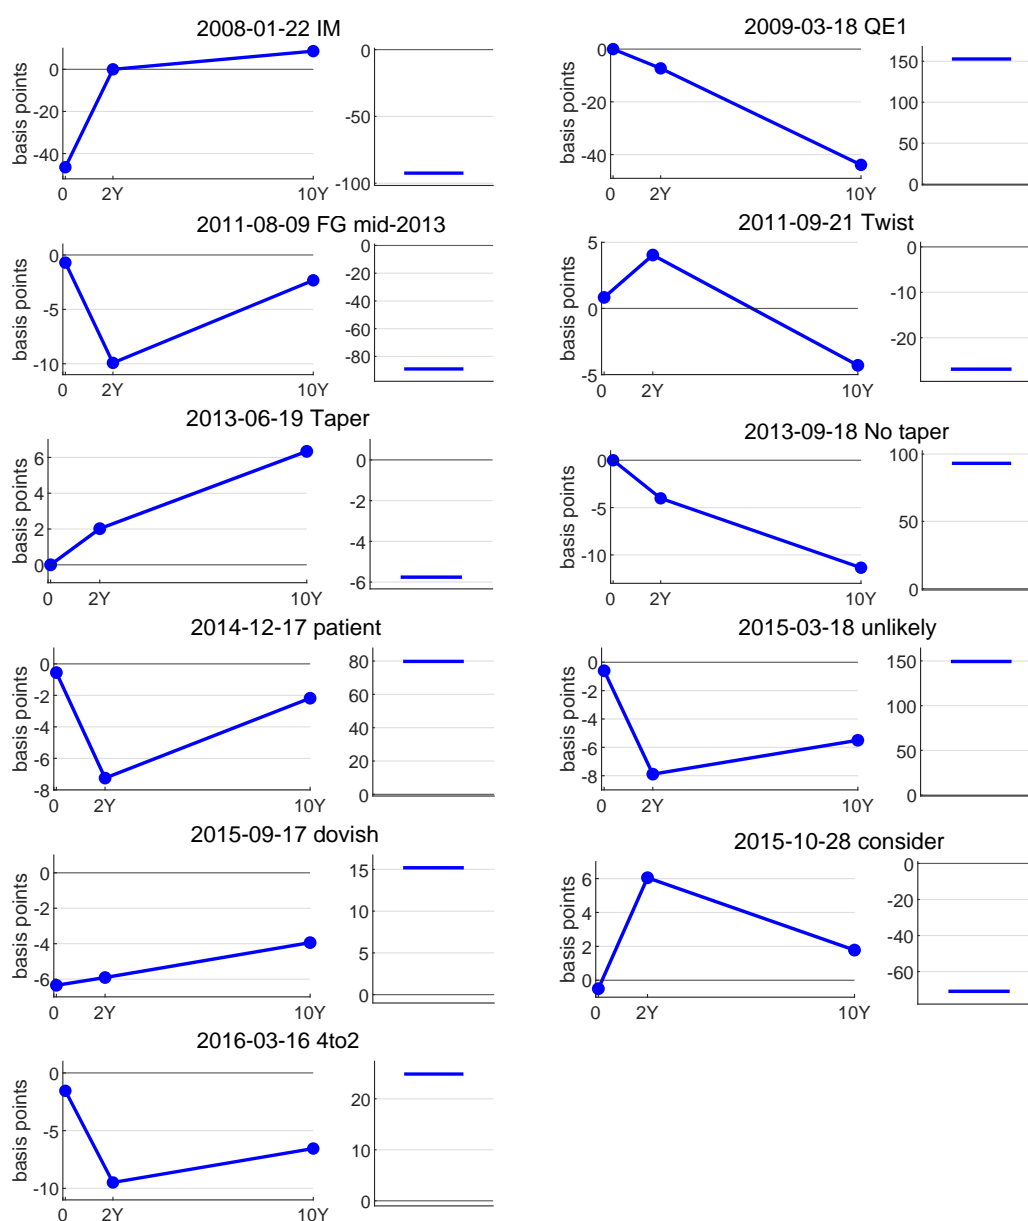 2008-01-22 IM
basis points
0
-20
-40
0 2Y 10Y
0
-50
-100
2009-03-18 QE1
basis points
0
-20
-40
0 2Y 10Y
150
100
50
0
2011-08-09 FG mid-2013
basis points
0
-5
-10
0 2Y 10Y
0
-20
-40
-60
-80
2011-09-21 Twist
basis points
5
0
-5
0 2Y 10Y
0
-10
-20
2013-06-19 Taper
basis points
6
4
2
0
0 2Y 10Y
0
-2
-4
-6
2013-09-18 No taper
basis points
0
-5
-10
0 2Y 10Y
100
50
0
2014-12-17 patient
basis points
0
-2
-4
-6
-8
0 2Y 10Y
80
60
40
20
0
2015-03-18 unlikely
basis points
0
-2
-4
-6
-8
0 2Y 10Y
150
100
50
0
2015-09-17 dovish
basis points
0
-2
-4
-6
0 2Y 10Y
15
10
5
0
2015-10-28 consider
basis points
6
4
2
0
0 2Y 10Y
0
-20
-40
-60
2016-03-16 4to2
basis points
0
-5
-10
0 2Y 10Y
20
10
0